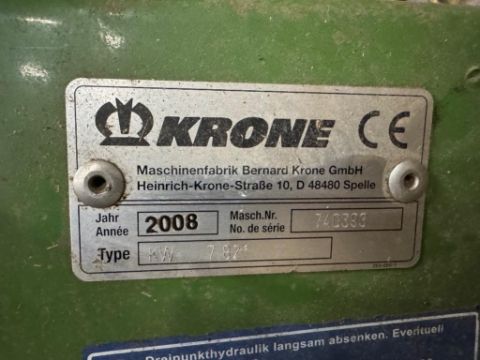 KRONE CE
Maschinenfabrik Bernard Krone GmbH
Heinrich-Krone-Straße 10, D 48480 Spelle
Jahr
Année
2008
Masch.Nr.
No. de série
Type
KW
Dreipunkthydraulik langsam absenken. Eventuell